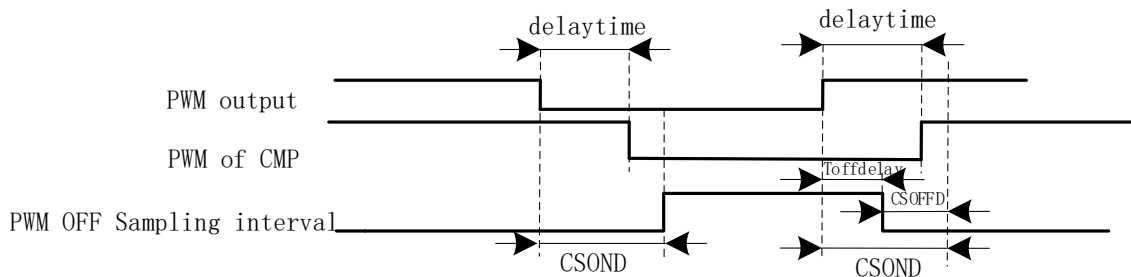 delaytime delaytime
PWM output
PWM of CMP
Toffdelay
CSOFFD
PWM OFF Sampling interval
CSOND CSOND